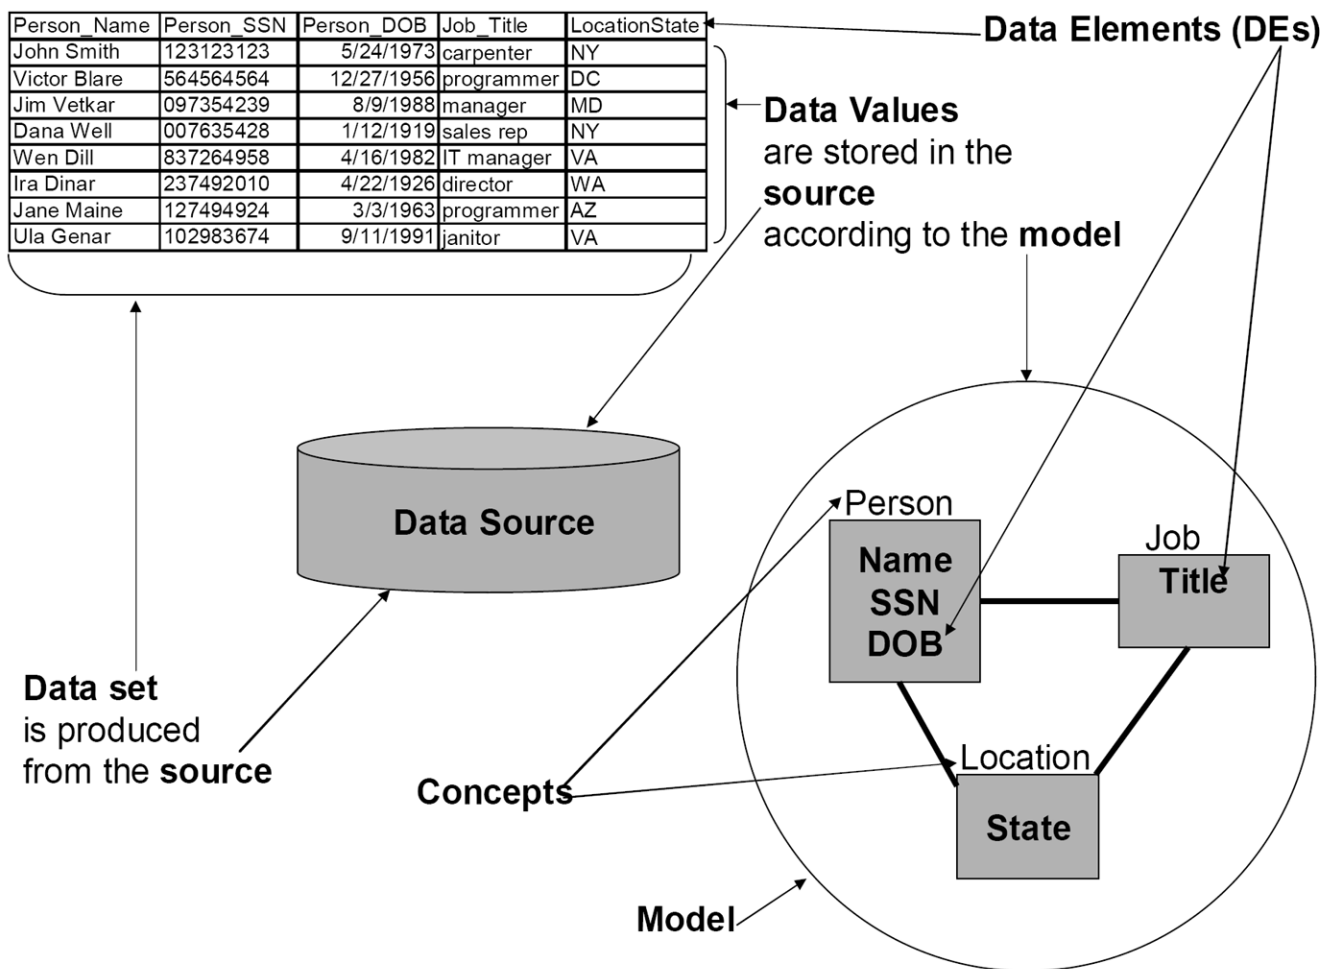 Person_Name Person_SSN Person_DOB Job_Title LocationState
John Smith 123123123 5/24/1973 carpenter NY
Victor Blare 564564564 12/27/1956 programmer DC
Jim Vetkar 097354239 8/9/1988 manager MD
Dana Well 007635428 1/12/1919 sales rep NY
Wen Dill 837264958 4/16/1982 IT manager VA
Ira Dinar 237492010 4/22/1926 director WA
Jane Maine 127494924 3/3/1963 programmer AZ
Ula Genar 102983674 9/11/1991 janitor VA
Data Elements (DEs)
Data Values
are stored in the
source
according to the model
Data Source
Data set
is produced
from the source
Concepts
Person
Name
SSN
DOB
Job
Title
Location
State
Model